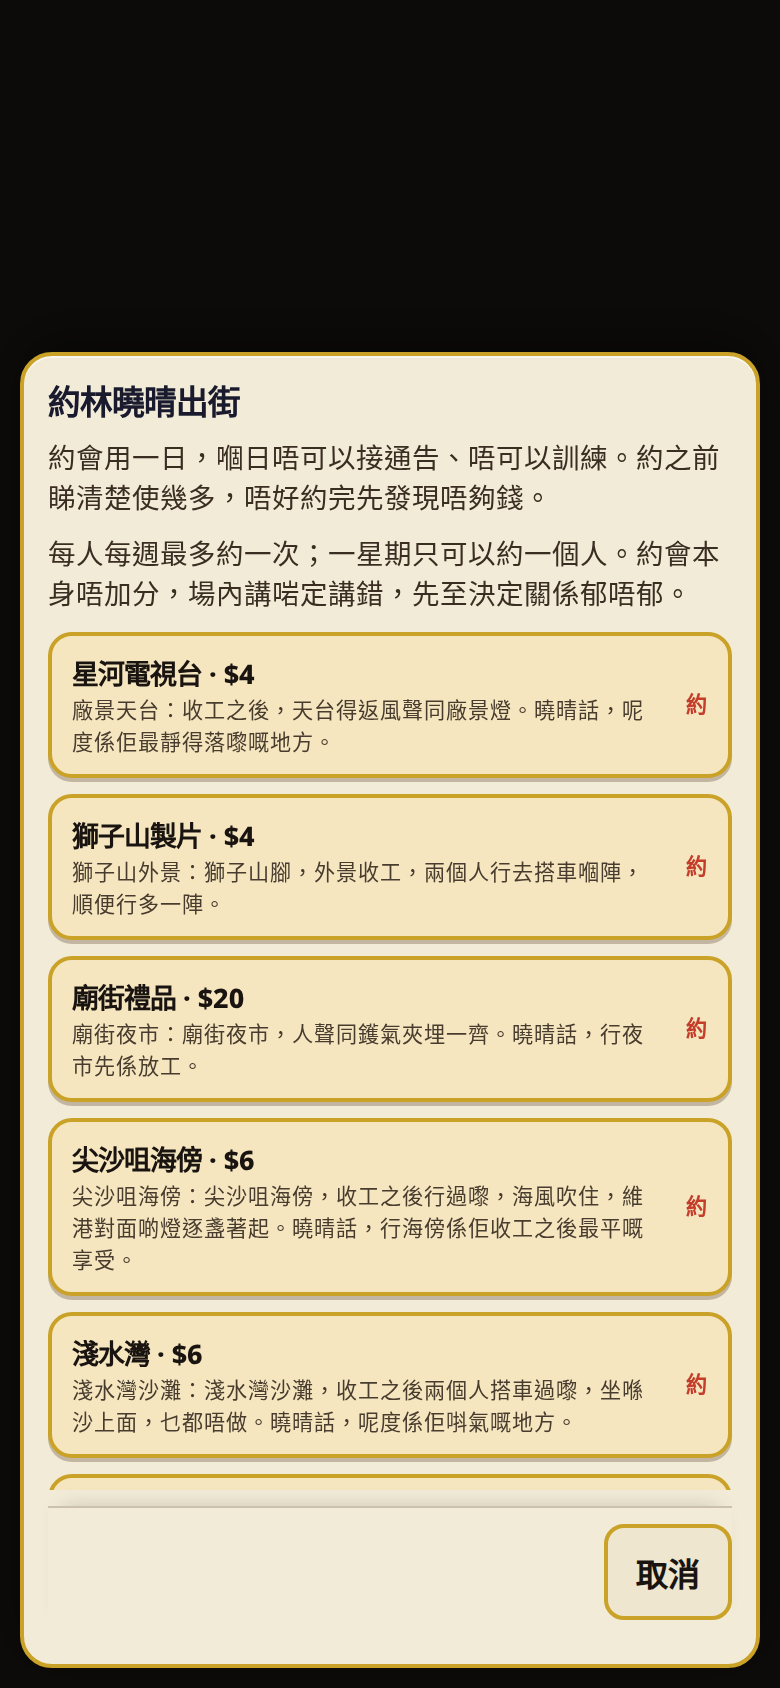 約林曉晴出街
約會用一日，嗰日唔可以接通告、唔可以訓練。約之前
睇清楚使幾多，唔好約完先發現唔夠錢。
每人每週最多約一次；一星期只可以約一個人。約會本
身唔加分，場內講啱定講錯，先至決定關係郁唔郁。
星河電視台 · $4
廠景天台：收工之後，天台得返風聲同廠景燈。曉晴話，呢
度係佢最靜得落嚟嘅地方。
約
獅子山製片 · $4
獅子山外景：獅子山腳，外景收工，兩個人行去搭車嗰陣，
順便行多一陣。
約
廟街禮品 · $20
廟街夜市：廟街夜市，人聲同鑊氣夾埋一齊。曉晴話，行夜
市先係放工。
約
尖沙咀海傍 · $6
尖沙咀海傍：尖沙咀海傍，收工之後行過嚟，海風吹住，維
港對面啲燈逐盞著起。曉晴話，行海傍係佢收工之後最平嘅
享受。
約
淺水灣 · $6
淺水灣沙灘：淺水灣沙灘，收工之後兩個人搭車過嚟，坐喺
沙上面，乜都唔做。曉晴話，呢度係佢唞氣嘅地方。
約
取消